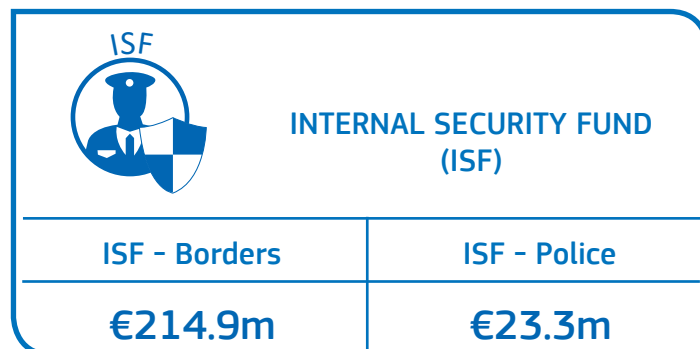 ISF
INTERNAL SECURITY FUND
(ISF)
ISF - Borders
ISF - Police
€214.9m
€23.3m